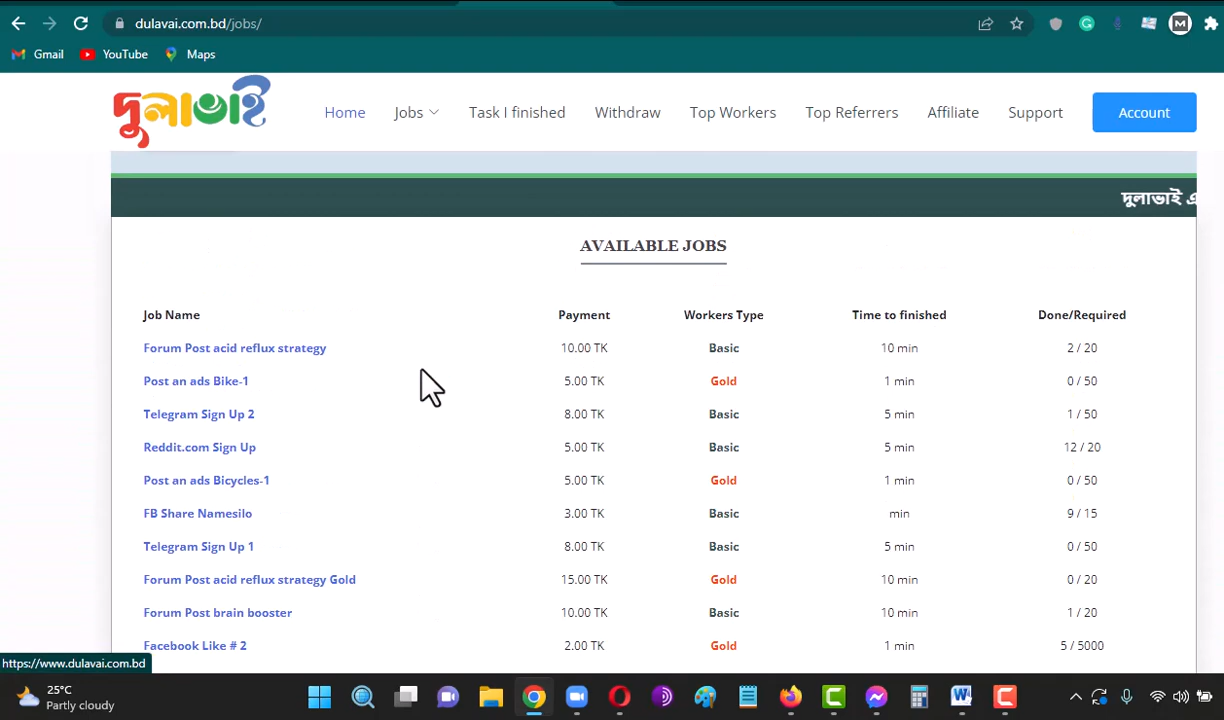 dulavai.com.bd/jobs/
Gmail YouTube Maps
দুলাভাই Home Jobs Task I finished Withdraw Top Workers Top Referrers Affiliate Support Account
দুলাভাই
AVAILABLE JOBS
Job Name Payment Workers Type Time to finished Done/Required
Forum Post acid reflux strategy 10.00 TK Basic 10 min 2 / 20
Post an ads Bike-1 5.00 TK Gold 1 min 0 / 50
Telegram Sign Up 2 8.00 TK Basic 5 min 1 / 50
Reddit.com Sign Up 5.00 TK Basic 5 min 12 / 20
Post an ads Bicycles-1 5.00 TK Gold 1 min 0 / 50
FB Share Namesilo 3.00 TK Basic min 9 / 15
Telegram Sign Up 1 8.00 TK Basic 5 min 0 / 50
Forum Post acid reflux strategy Gold 15.00 TK Gold 10 min 0 / 20
Forum Post brain booster 10.00 TK Basic 10 min 1 / 20
Facebook Like # 2 2.00 TK Gold 1 min 5 / 5000
https://www.dulavai.com.bd
25°C
Partly cloudy